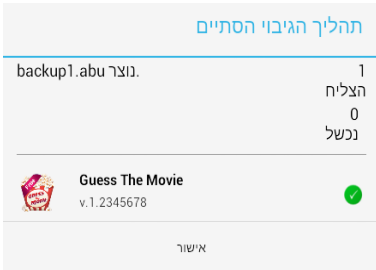 תהליך הגיבוי הסתיים
backup1.abu נוצר.
1
הצליח
0
נכשל
Guess The Movie
v.1.2345678
אישור